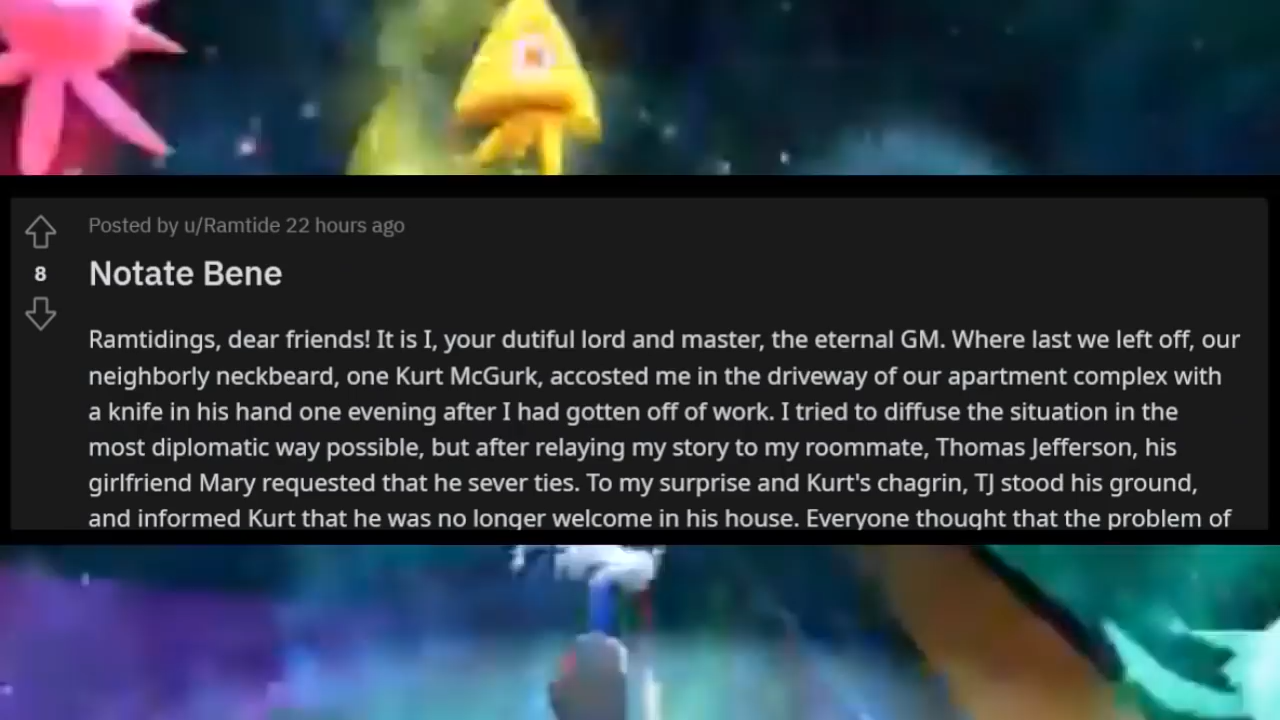 Posted by u/Ramtide 22 hours ago
8
Notate Bene
Ramtidings, dear friends! It is I, your dutiful lord and master, the eternal GM. Where last we left off, our
neighborly neckbeard, one Kurt McGurk, accosted me in the driveway of our apartment complex with
a knife in his hand one evening after I had gotten off of work. I tried to diffuse the situation in the
most diplomatic way possible, but after relaying my story to my roommate, Thomas Jefferson, his
girlfriend Mary requested that he sever ties. To my surprise and Kurt's chagrin, TJ stood his ground,
and informed Kurt that he was no longer welcome in his house. Everyone thought that the problem of